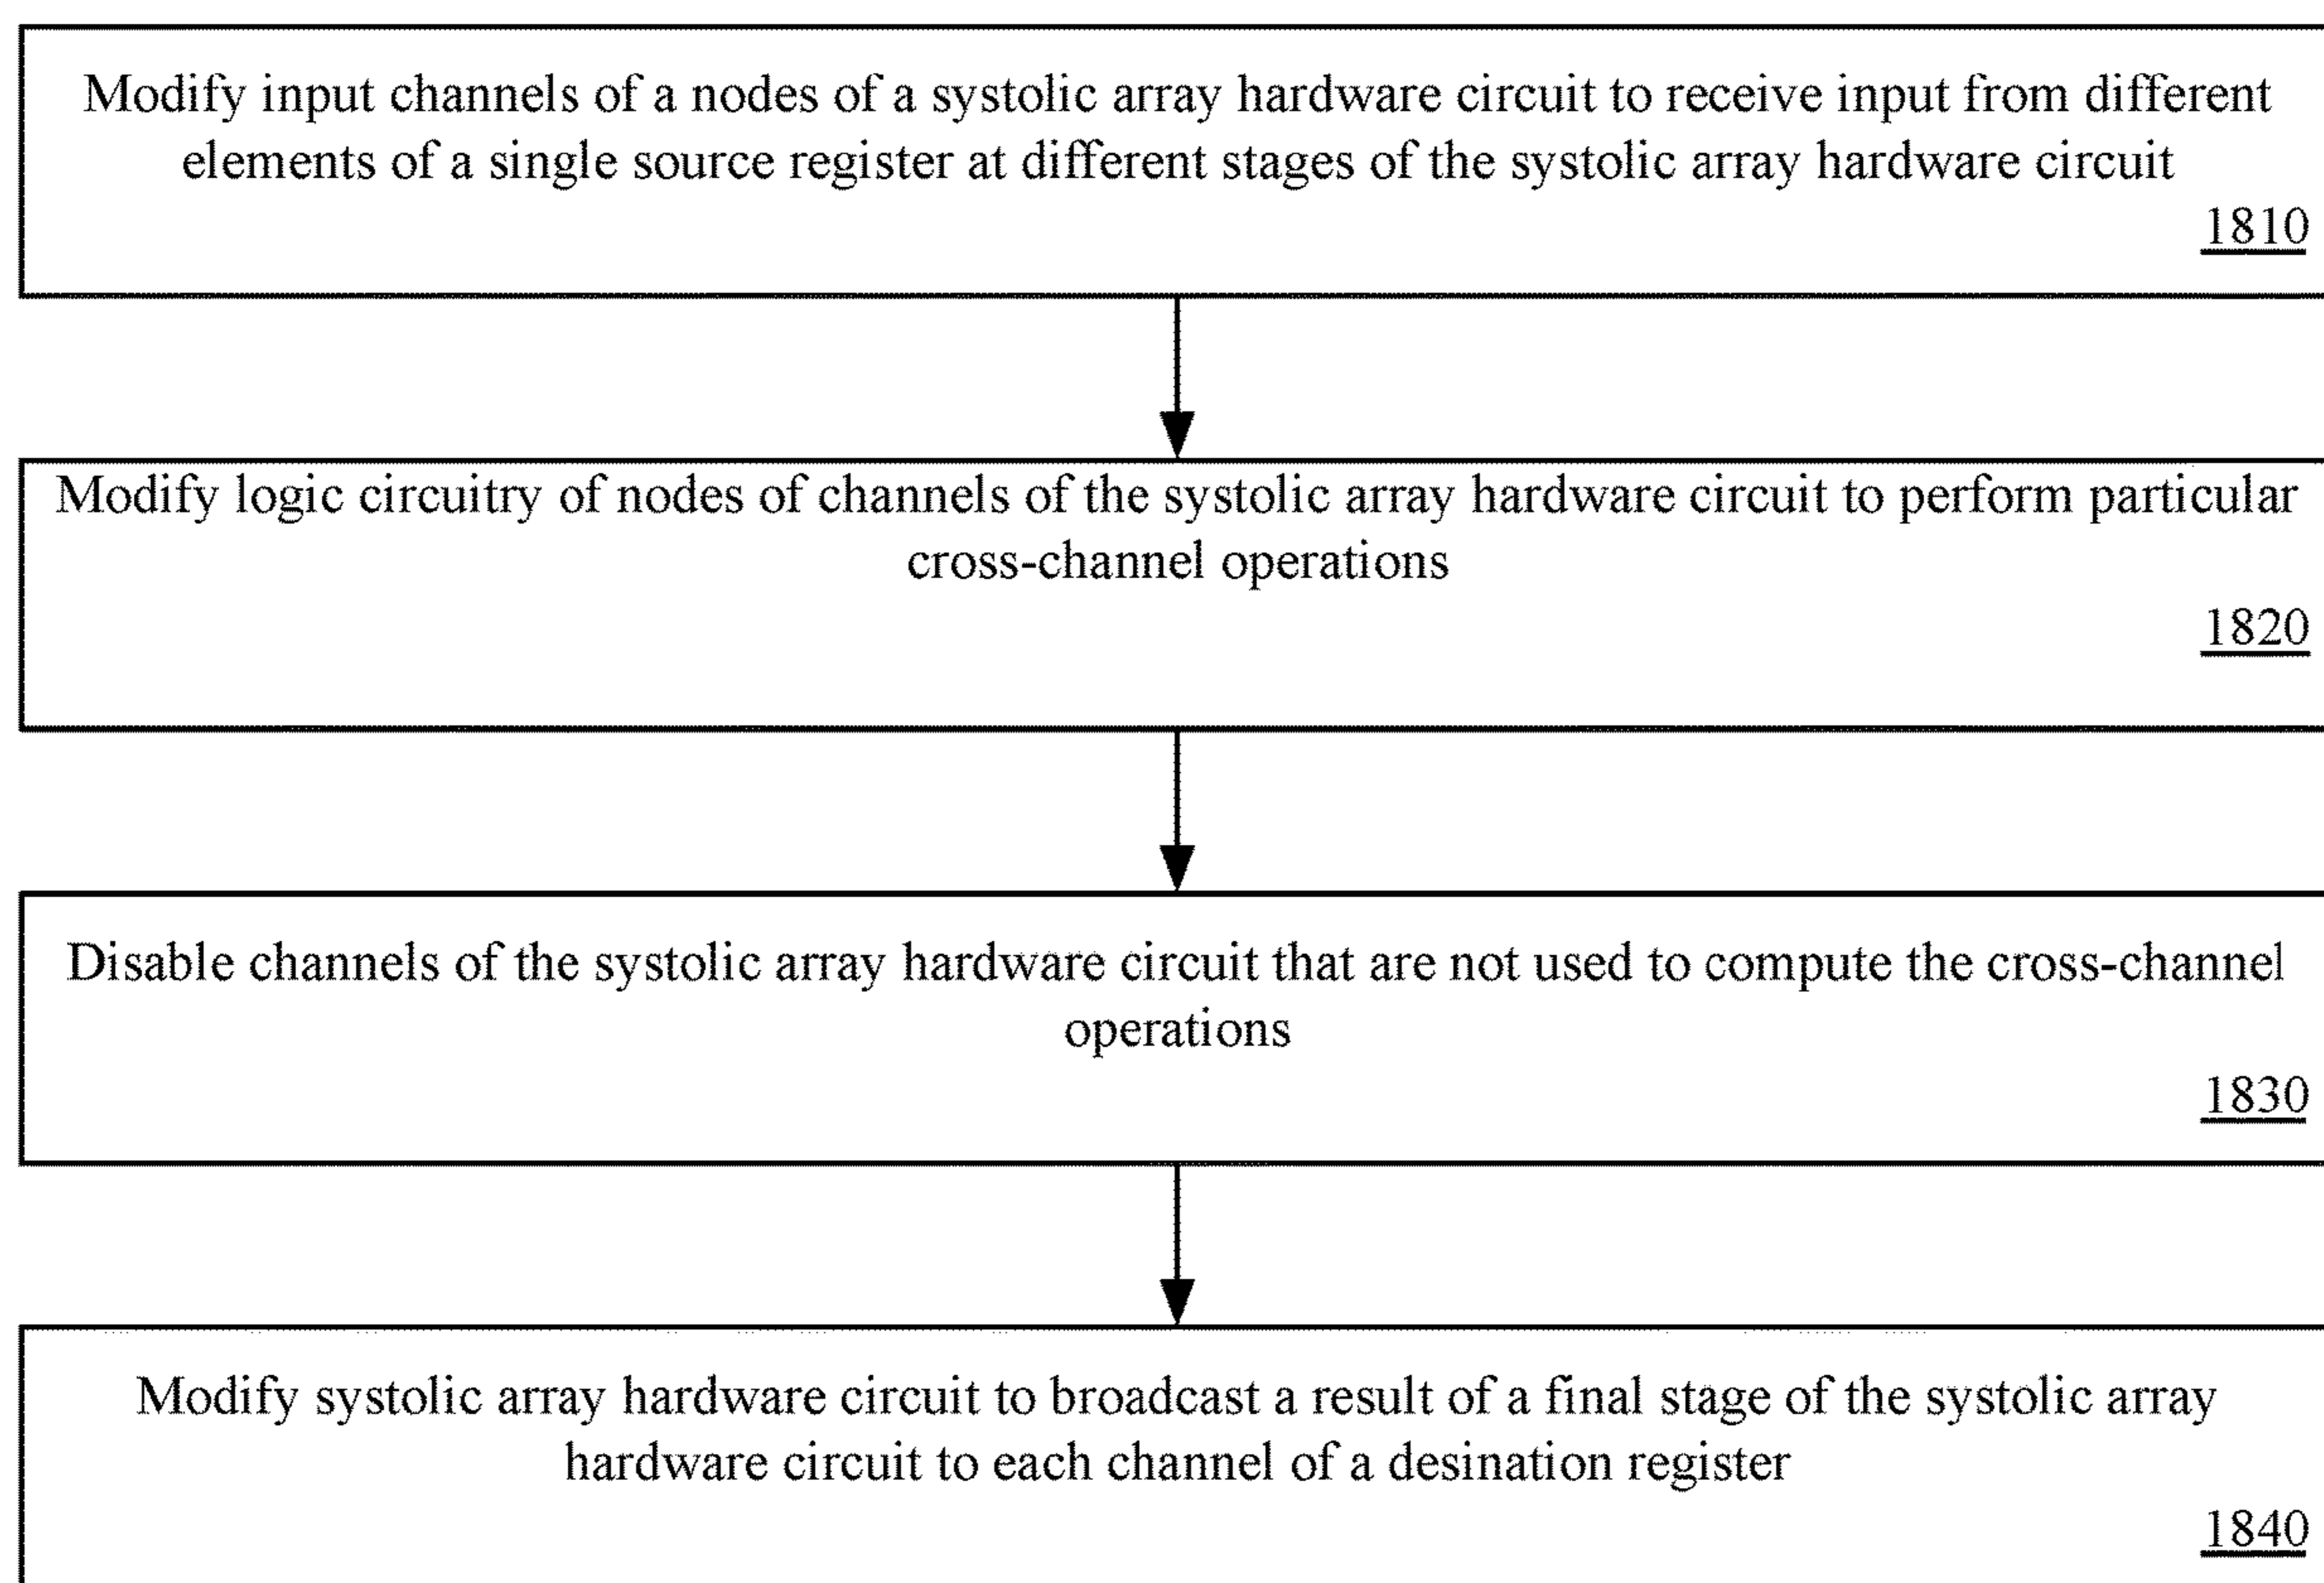 Modify input channels of a nodes of a systolic array hardware circuit to receive input from different
elements of a single source register at different stages of the systolic array hardware circuit
1810
Modify logic circuitry of nodes of channels of the systolic array hardware circuit to perform particular
cross-channel operations
1820
Disable channels of the systolic array hardware circuit that are not used to compute the cross-channel
operations
1830
Modify systolic array hardware circuit to broadcast a result of a final stage of the systolic array
hardware circuit to each channel of a desination register
1840